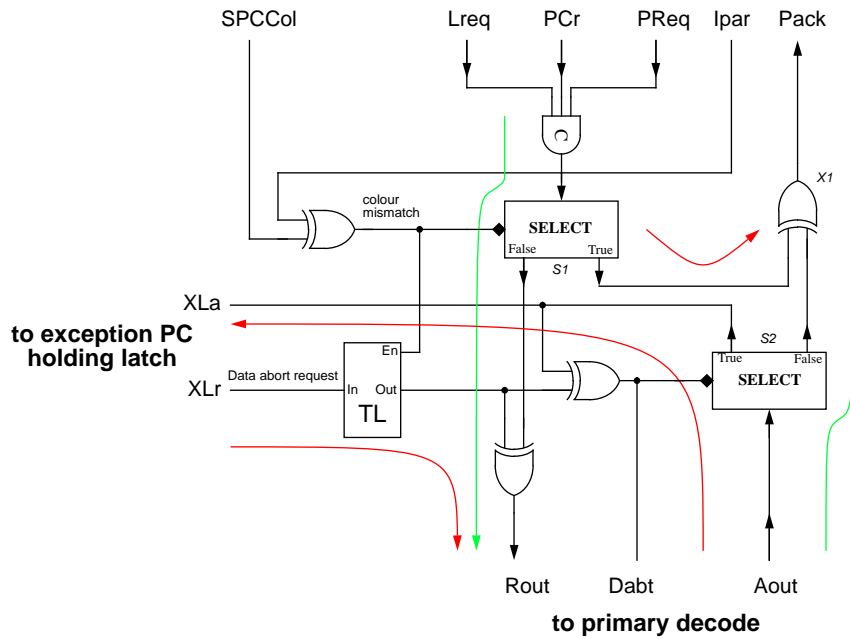 SPCCol Lreq PCr PReq Ipar Pack
C
X1
colour
mismatch
SELECT
False True
S1
XLa
to exception PC
holding latch
S2
True False
SELECT
En
XLr Data abort request In Out
TL
Rout Dabt Aout
to primary decode